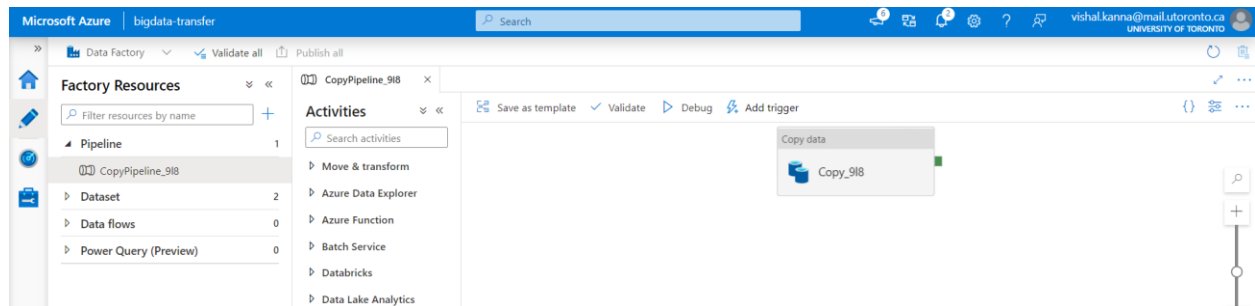 Microsoft Azure bigdata-transfer Search 6 2 vishal.kanna@mail.utoronto.ca
UNIVERSITY OF TORONTO
Data Factory Validate all Publish all
Factory Resources
Filter resources by name
Pipeline 1
CopyPipeline_9l8
Dataset 2
Data flows 0
Power Query (Preview) 0
CopyPipeline_9l8
Activities
Search activities
Move & transform
Azure Data Explorer
Azure Function
Batch Service
Databricks
Data Lake Analytics
Save as template Validate Debug Add trigger
Copy data
Copy_9l8